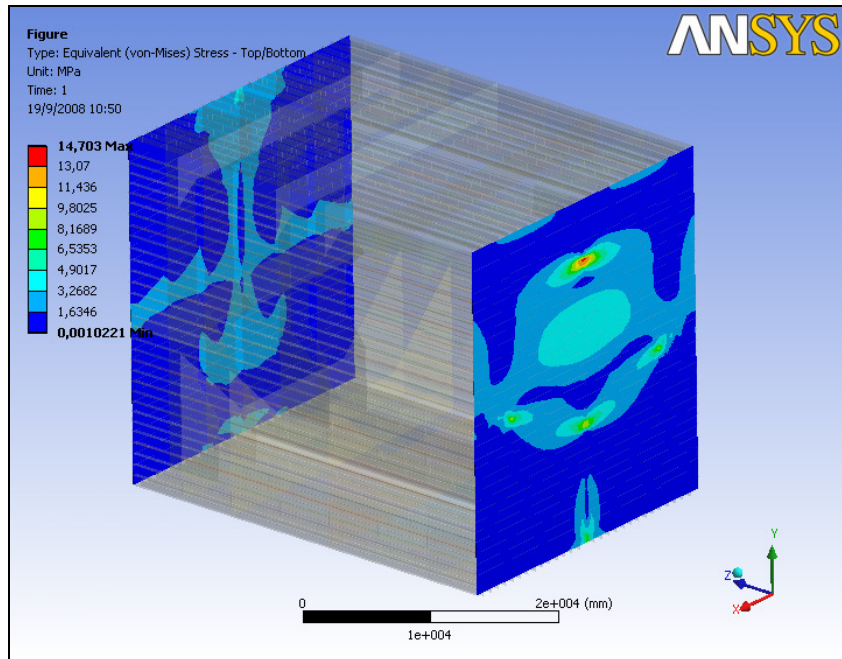 Figure
Type: Equivalent (von-Mises) Stress - Top/Bottom
Unit: MPa
Time: 1
19/9/2008 10:50
ANSYS
14,703 Max
13,07
11,436
9,8025
8,1689
6,5353
4,9017
3,2682
1,6346
0,0010221 Min
0
2e+004 (mm)
1e+004
Y
Z
X